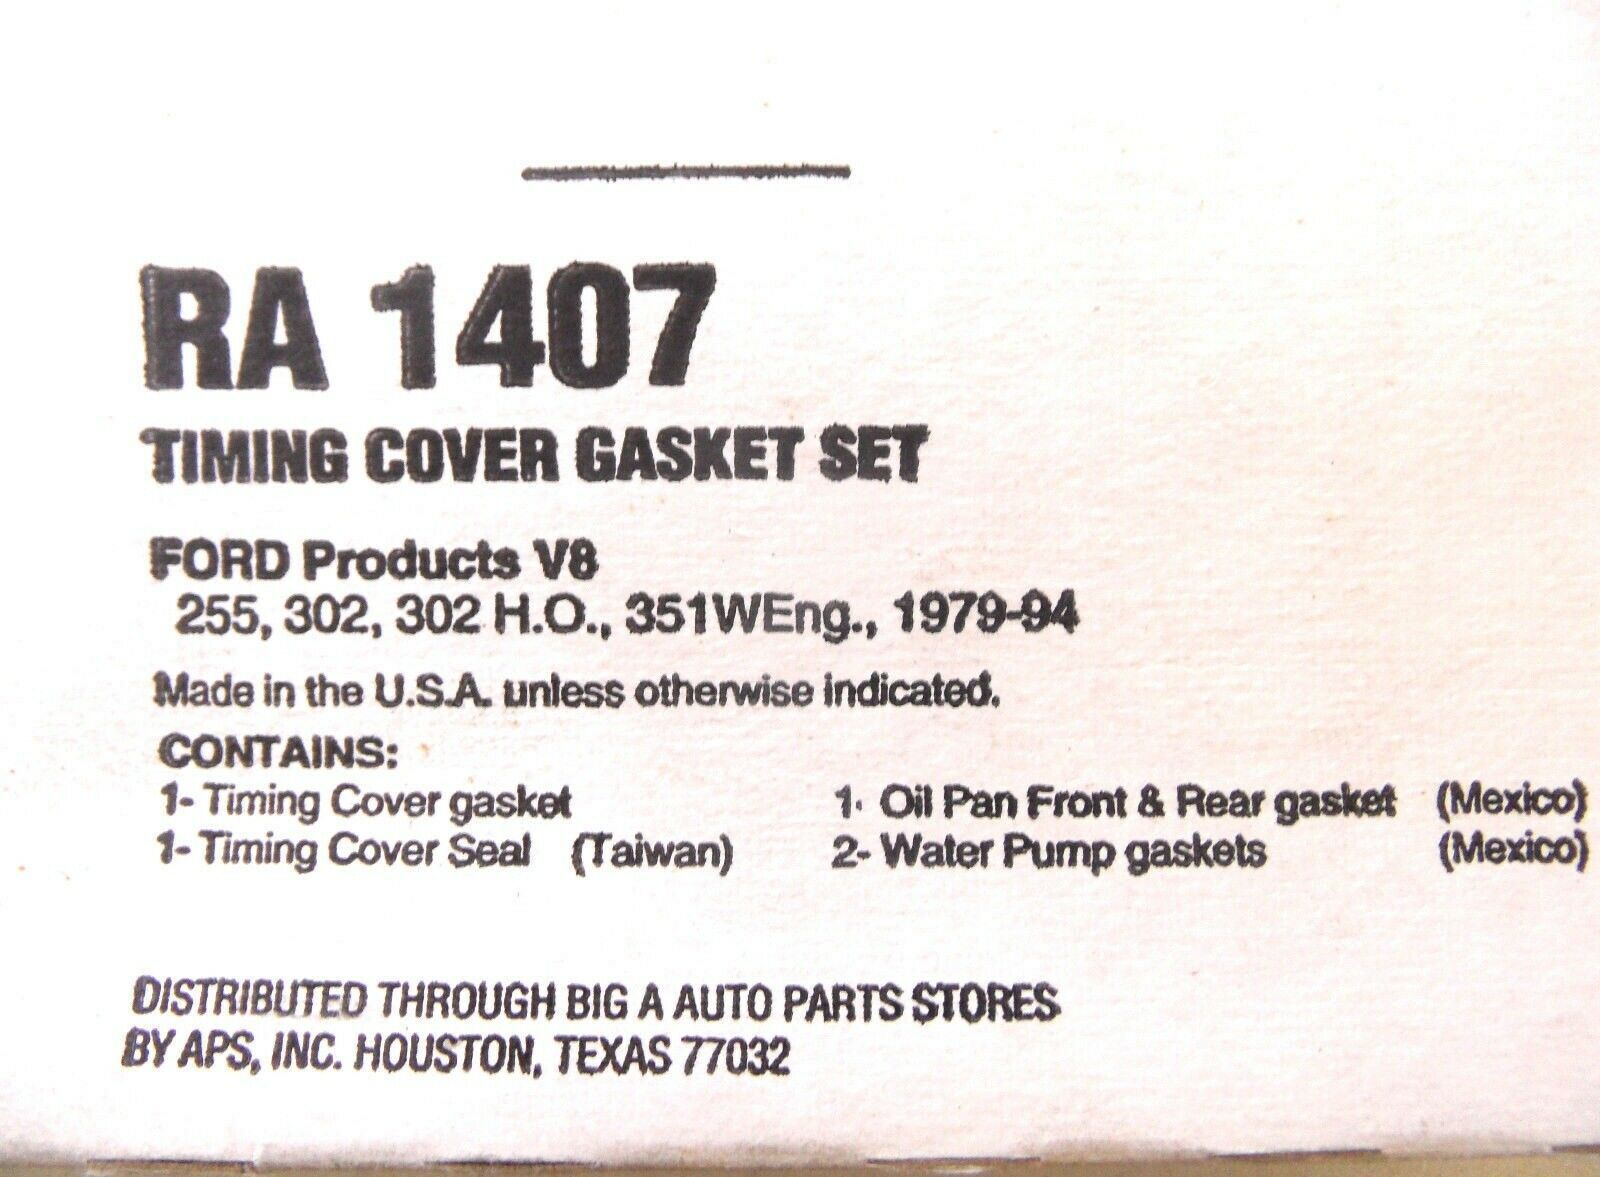 RA 1407
TIMING COVER GASKET SET
FORD Products V8
255, 302, 302 H.O., 351WEng., 1979-94
Made in the U.S.A. unless otherwise indicated.
CONTAINS:
1- Timing Cover gasket
1- Timing Cover Seal (Taiwan)
1- Oil Pan Front & Rear gasket (Mexico)
2- Water Pump gaskets (Mexico)
DISTRIBUTED THROUGH BIG A AUTO PARTS STORES
BY APS, INC. HOUSTON, TEXAS 77032